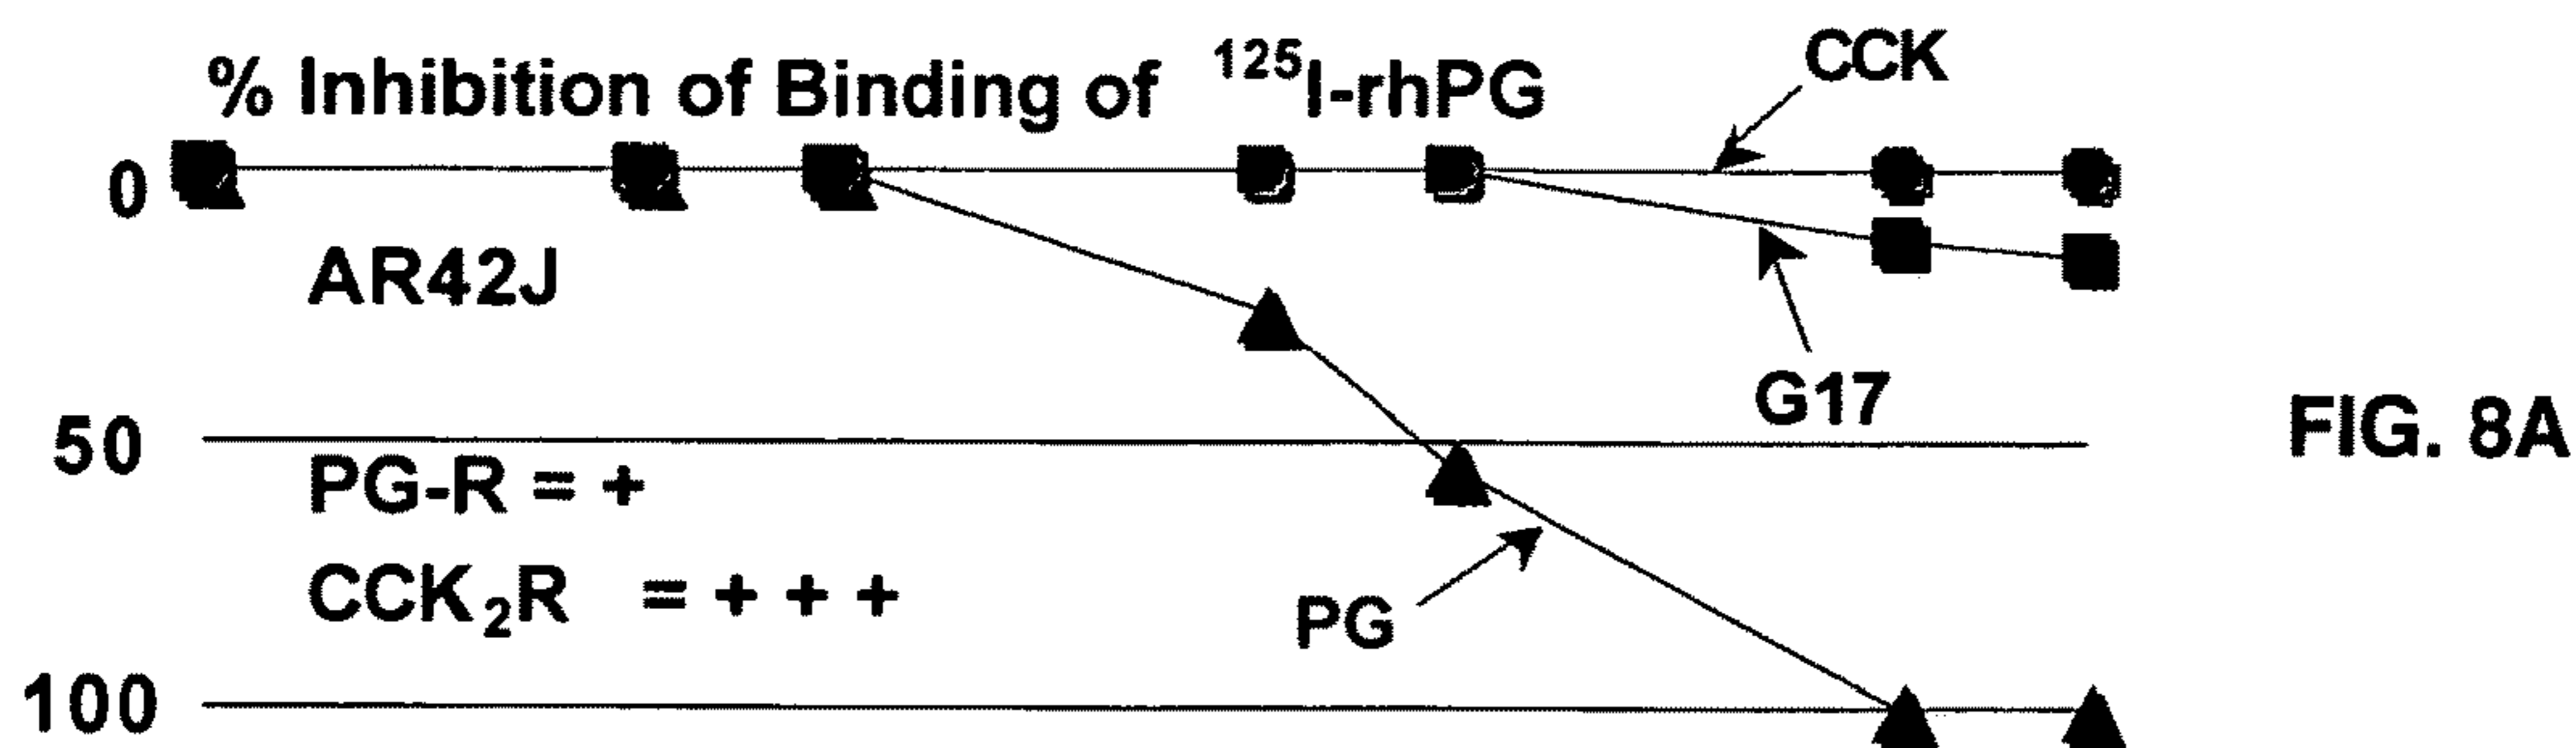 % Inhibition of Binding of ¹²⁵I-rhPG
CCK
0
AR42J
G17
FIG. 8A
50
PG-R = +
CCK₂R = + + +
PG
100